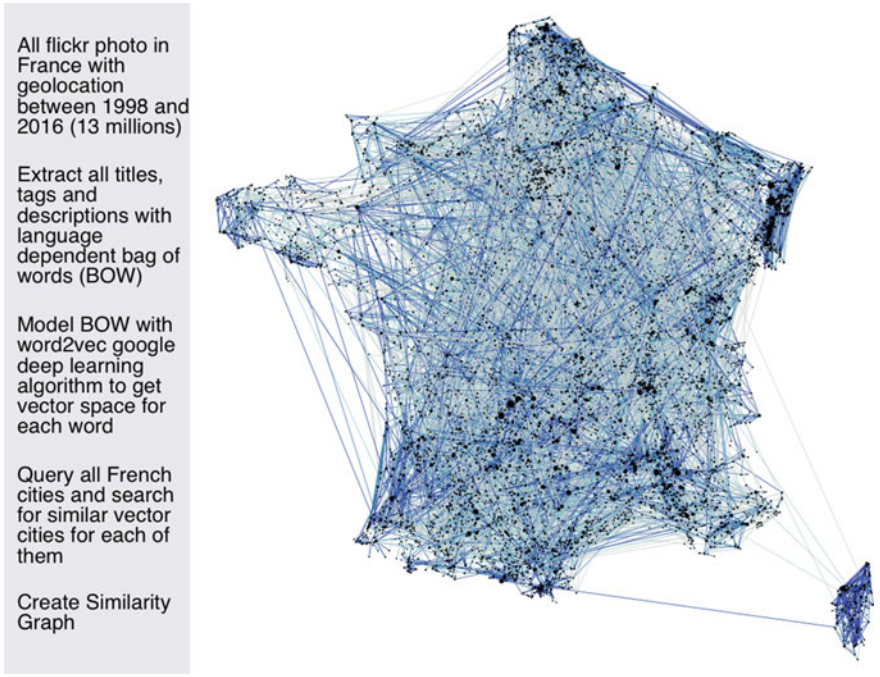 All flickr photo in
France with
geolocation
between 1998 and
2016 (13 millions)
Extract all titles,
tags and
descriptions with
language
dependent bag of
words (BOW)
Model BOW with
word2vec google
deep learning
algorithm to get
vector space for
each word
Query all French
cities and search
for similar vector
cities for each of
them
Create Similarity
Graph